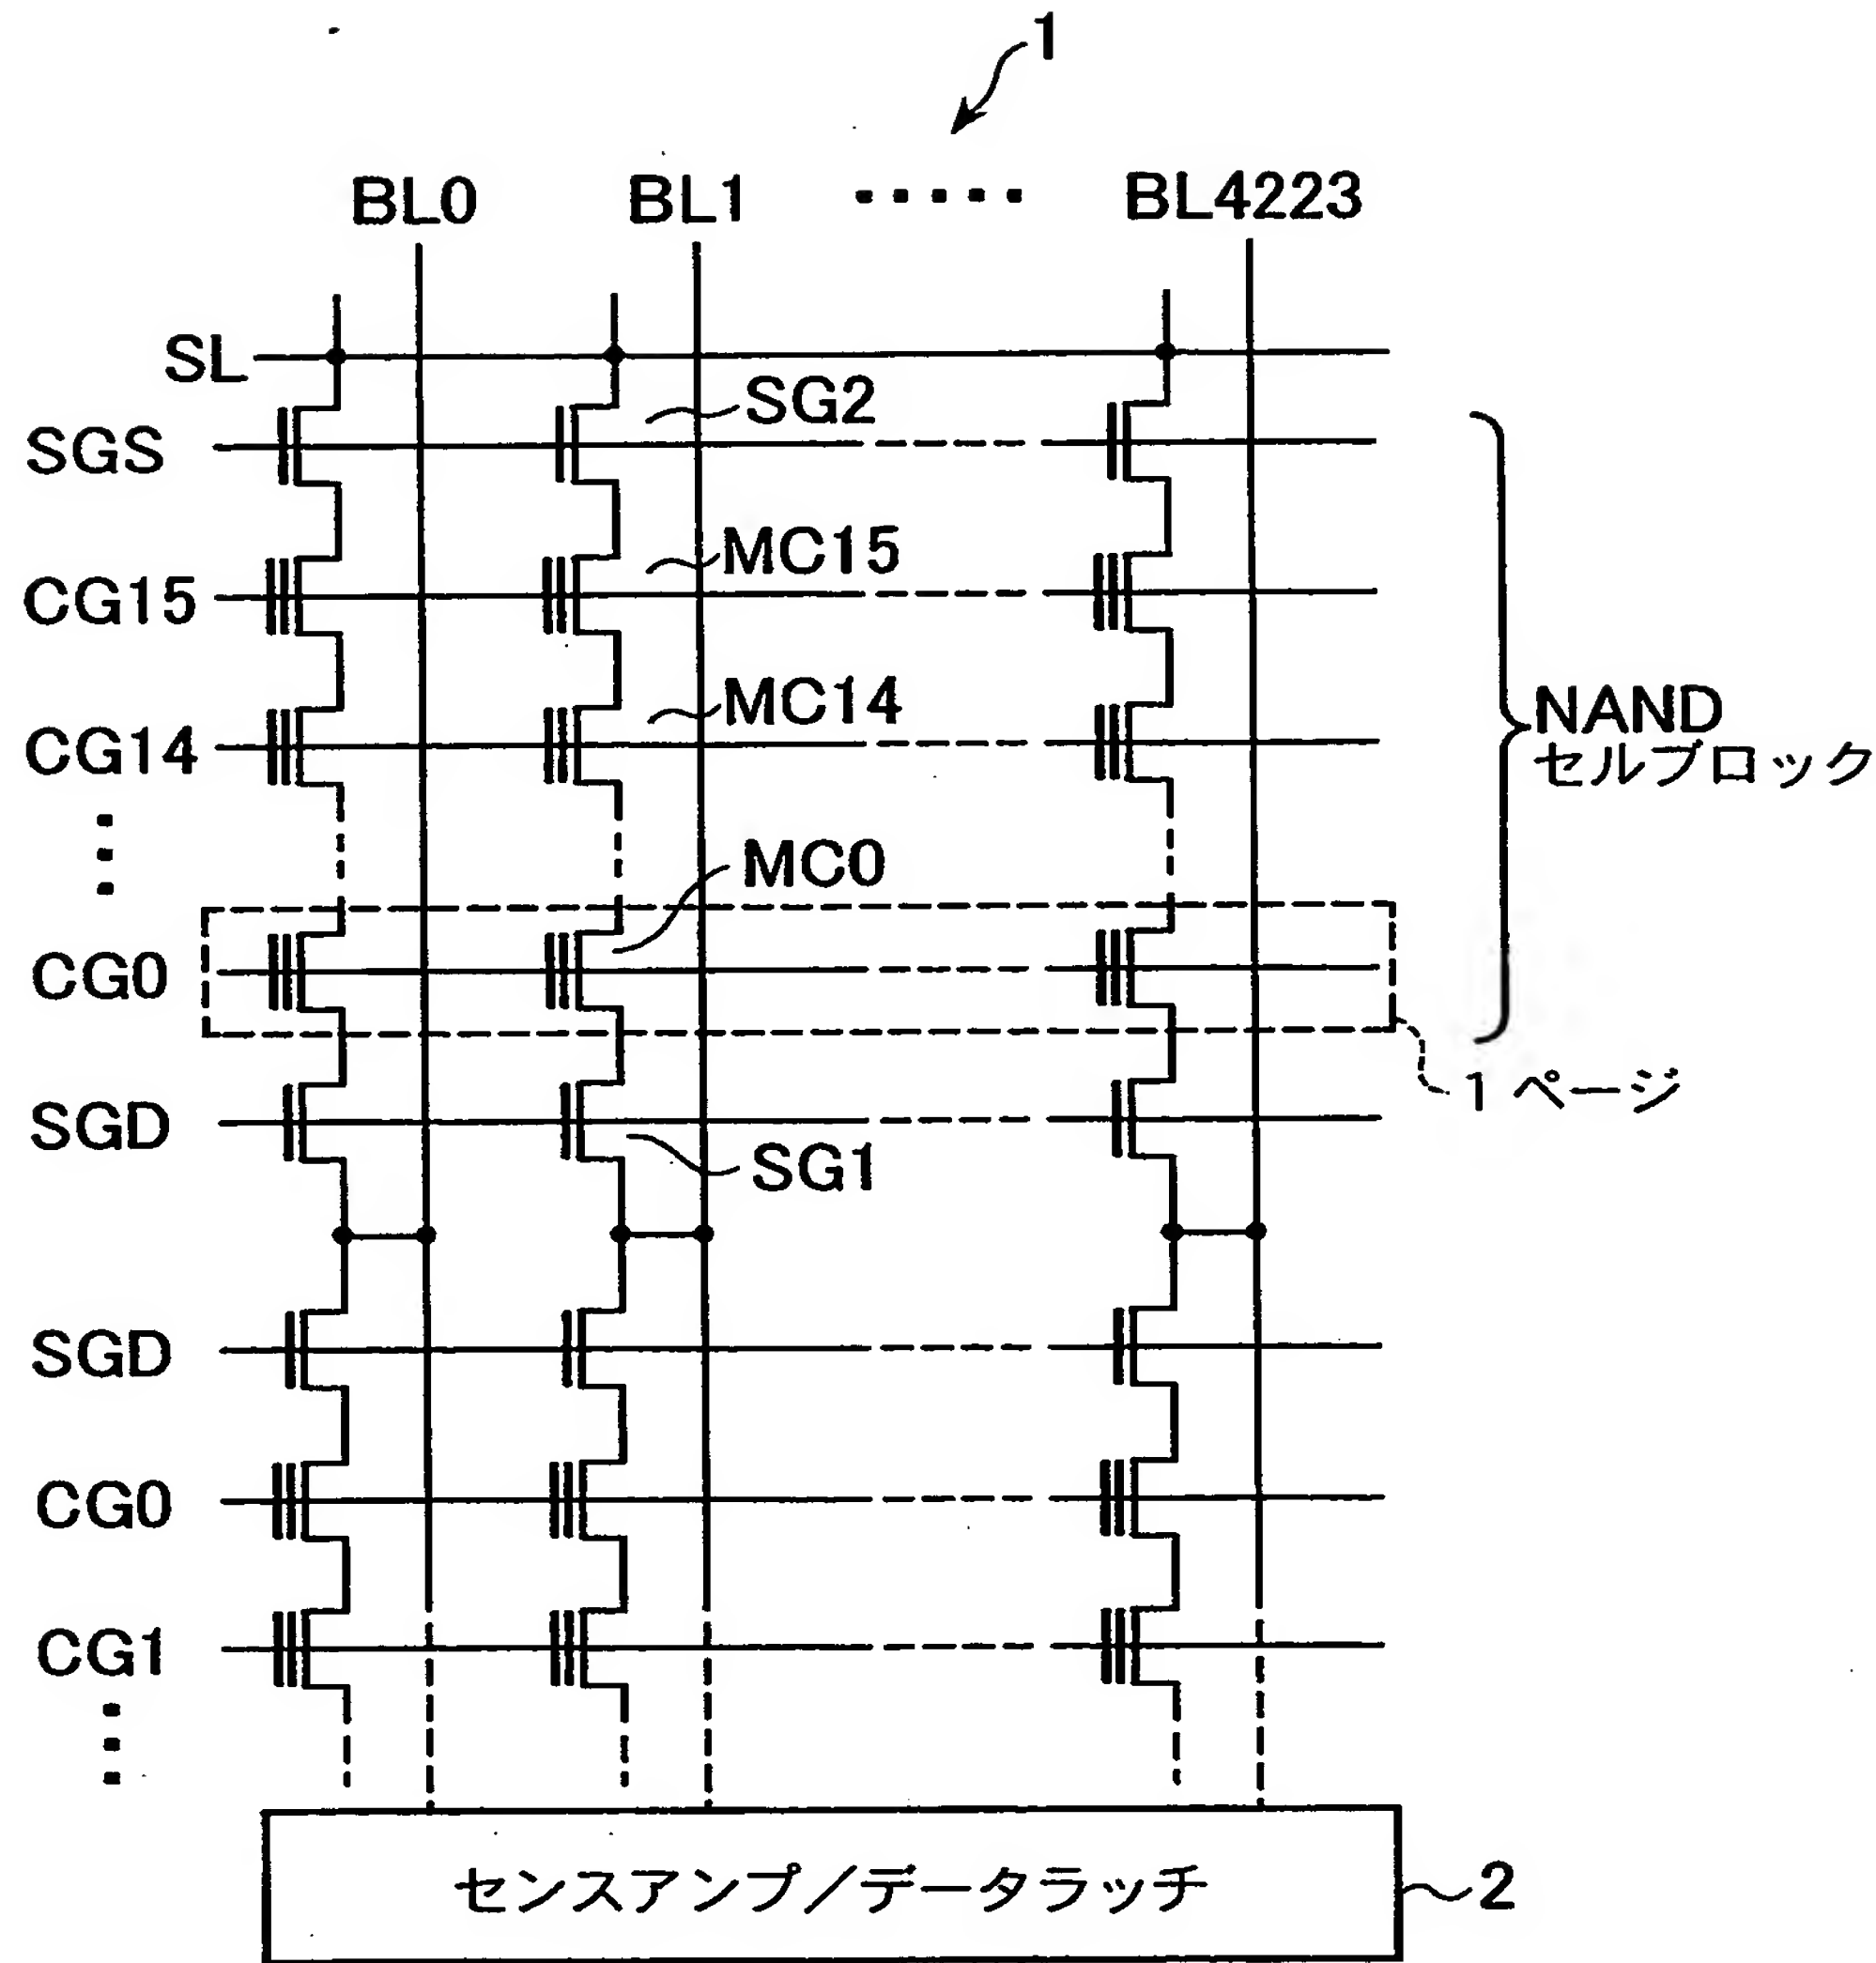 1
BL0 BL1 ..... BL4223
SL
SG2
SGS
MC15
CG15
MC14
CG14
NAND
セルブロック
MC0
CG0
1 ページ
SGD
SG1
SGD
CG0
CG1
センスアンプ/データラッチ
2